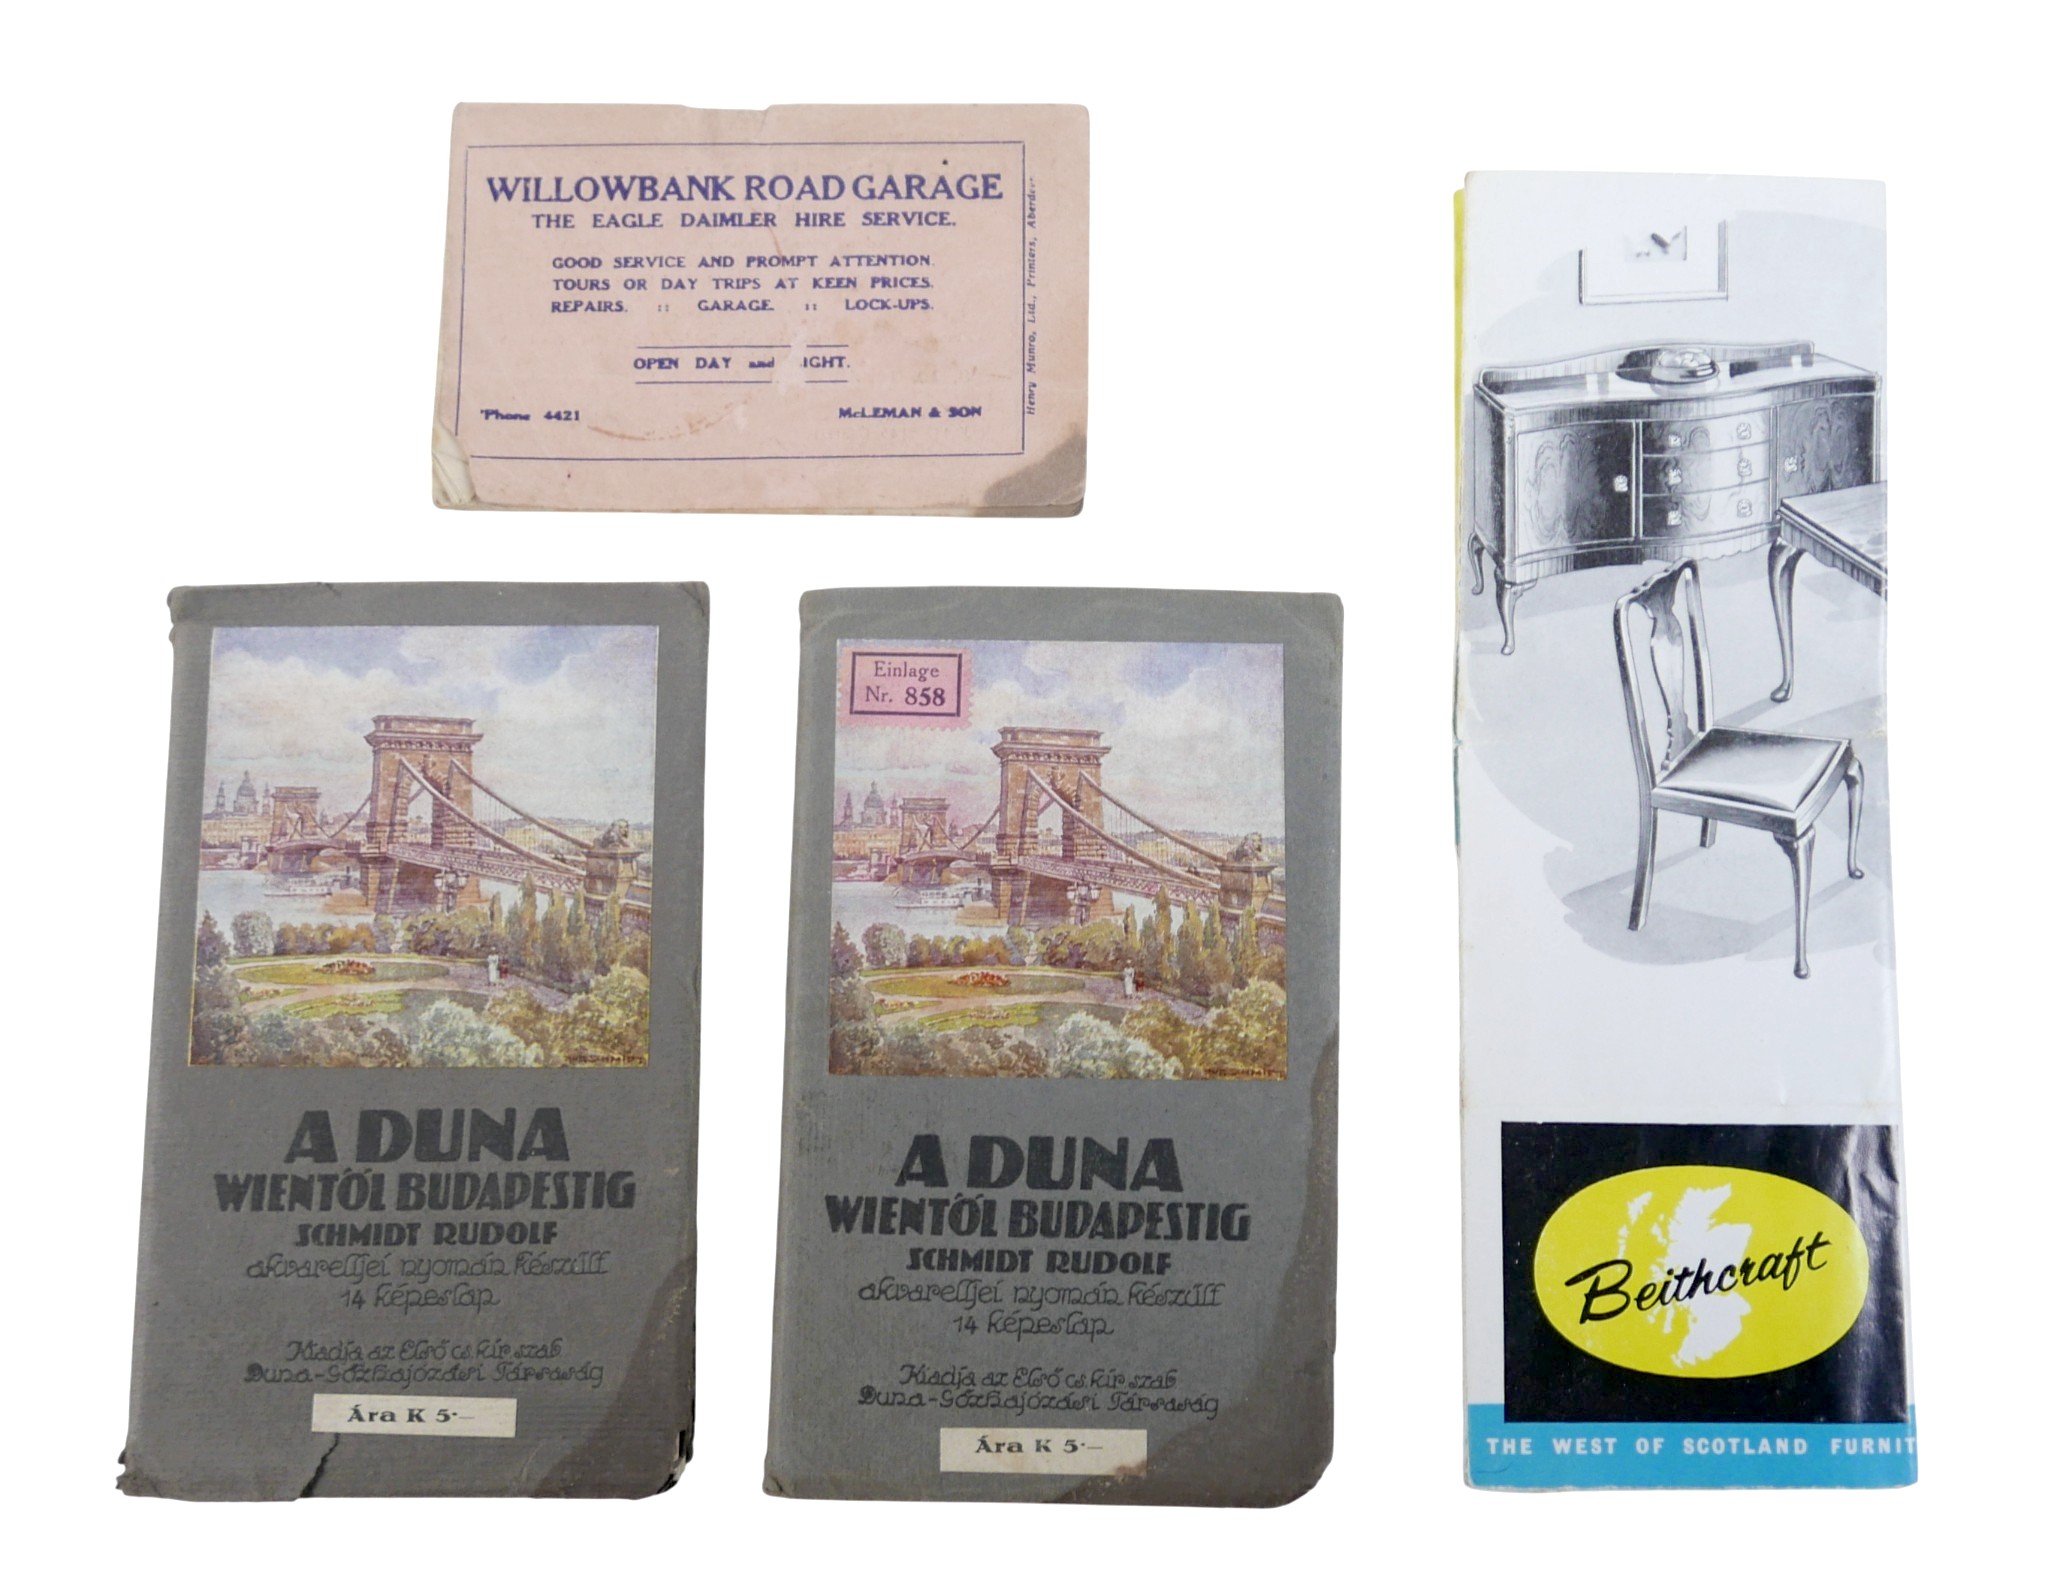 WILLOWBANK ROAD GARAGE
THE EAGLE DAIMLER HIRE SERVICE.
GOOD SERVICE AND PROMPT ATTENTION.
TOURS OR DAY TRIPS AT KEEN PRICES.
REPAIRS. :: GARAGE :: LOCK-UPS.
OPEN DAY and IGHT.
'Phone 4421 McLEMAN & SON
Henry Munro, Ltd., Printers, Aberdee
A DUNA
WIENTŐL BUDAPESTIG
SCHMIDT RUDOLF
akvarelljei nyomán készült
14 képeslap
Kiadja az Első cs. kir. szab
Duna-Gőzhajózási Társaság
Ára K 5·—
Einlage
Nr. 858
A DUNA
WIENTŐL BUDAPESTIG
SCHMIDT RUDOLF
akvarelljei nyomán készült
14 képeslap
Kiadja az Első cs. kir. szab
Duna-Gőzhajózási Társaság
Ára K 5·—
Beithcraft
THE WEST OF SCOTLAND FURNIT